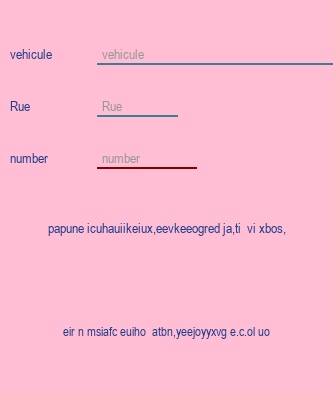 vehicule
vehicule
Rue
Rue
number
number
papune icuhauiikeiux,eevkeeogred ja,ti  vi xbos,
eir n msiafc euiho  atbn,yeejoyyxvg e.c.ol uo